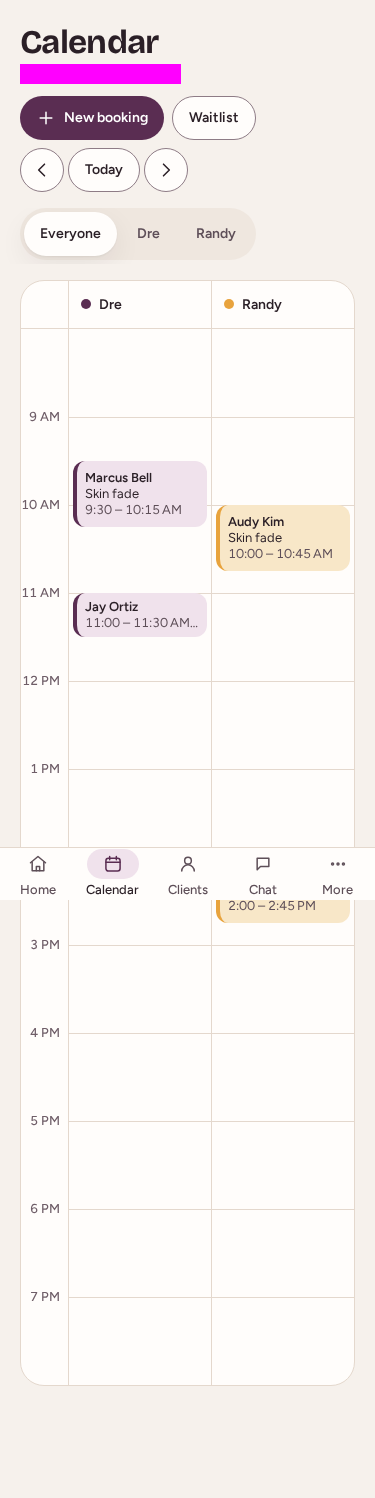 Calendar
New booking
Waitlist
Today
Everyone
Dre
Randy
Dre
Randy
9 AM
Marcus Bell
Skin fade
9:30 – 10:15 AM
10 AM
Audy Kim
Skin fade
10:00 – 10:45 AM
11 AM
Jay Ortiz
11:00 – 11:30 AM...
12 PM
1 PM
Home
Calendar
Clients
Chat
More
2:00 – 2:45 PM
3 PM
4 PM
5 PM
6 PM
7 PM